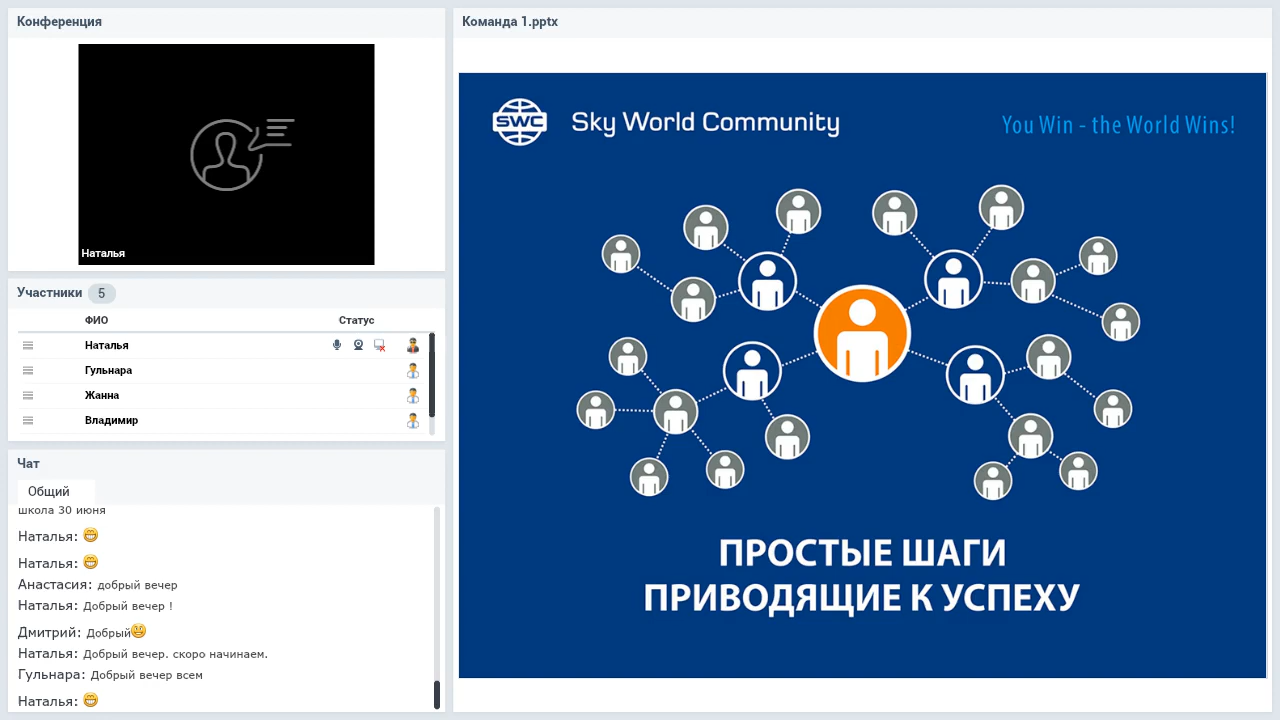 Конференция
Наталья
Участники 5
ФИО Статус
Наталья
Гульнара
Жанна
Владимир
Чат
Общий
школа 30 июня
Наталья:
Наталья:
Анастасия: добрый вечер
Наталья: Добрый вечер !
Дмитрий: Добрый
Наталья: Добрый вечер. скоро начинаем.
Гульнара: Добрый вечер всем
Наталья:
Команда 1.pptx
SWC Sky World Community
You Win - the World Wins!
ПРОСТЫЕ ШАГИ
ПРИВОДЯЩИЕ К УСПЕХУ